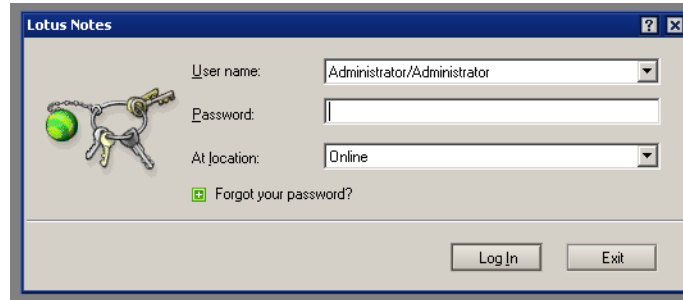 Lotus Notes
User name: Administrator/Administrator
Password:
At location: Online
Forgot your password?
Log In Exit